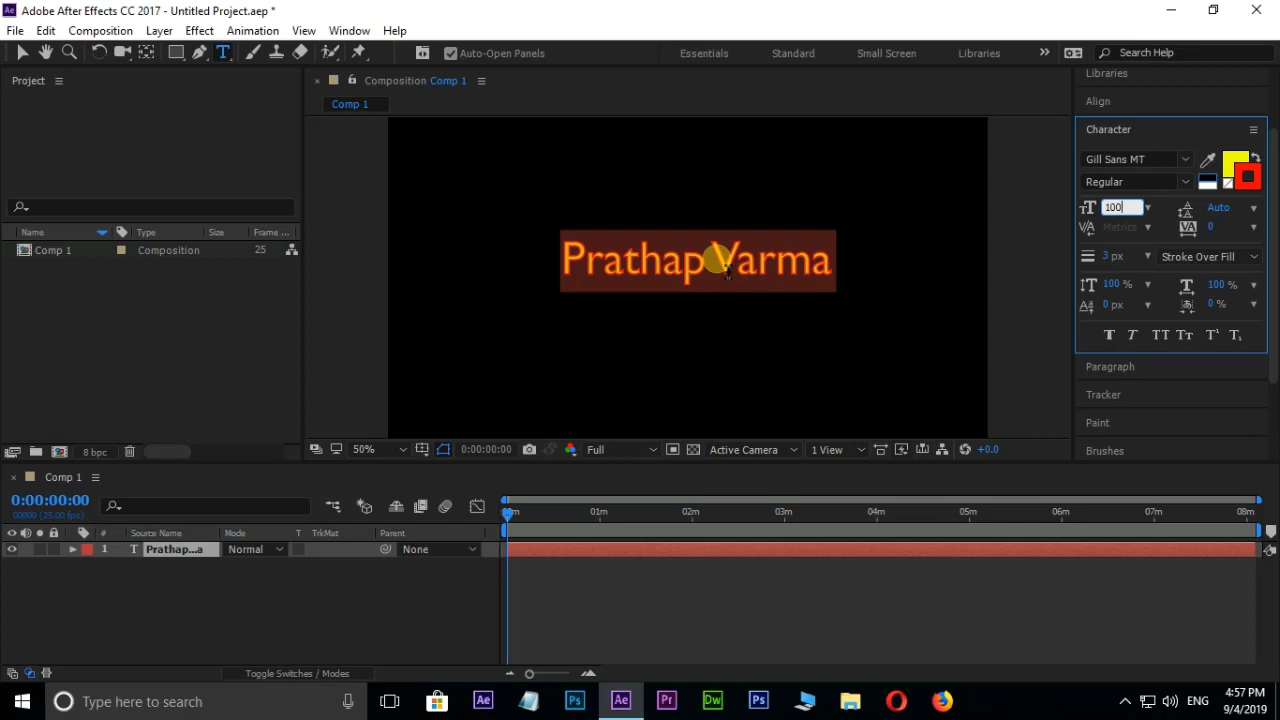 Adobe After Effects CC 2017 - Untitled Project.aep *
File Edit Composition Layer Effect Animation View Window Help
Auto-Open Panels Essentials Standard Small Screen Libraries Search Help
Project
Composition Comp 1
Comp 1
Libraries
Align
Character
Gill Sans MT
Regular
100 Auto
Metrics 0
3 px Stroke Over Fill
100 % 100 %
0 px 0 %
Paragraph
Tracker
Paint
Brushes
Prathap Varma
Name Type Size Frame ...
Comp 1 Composition 25
8 bpc
50% 0:00:00:00 Full Active Camera 1 View +0.0
Comp 1
0:00:00:00
00000 (25.00 fps)
# Source Name Mode T TrkMat Parent
1 T Prathap...a Normal None
:00m 01m 02m 03m 04m 05m 06m 07m 08m
Toggle Switches / Modes
Type here to search
ENG
4:57 PM
9/4/2019